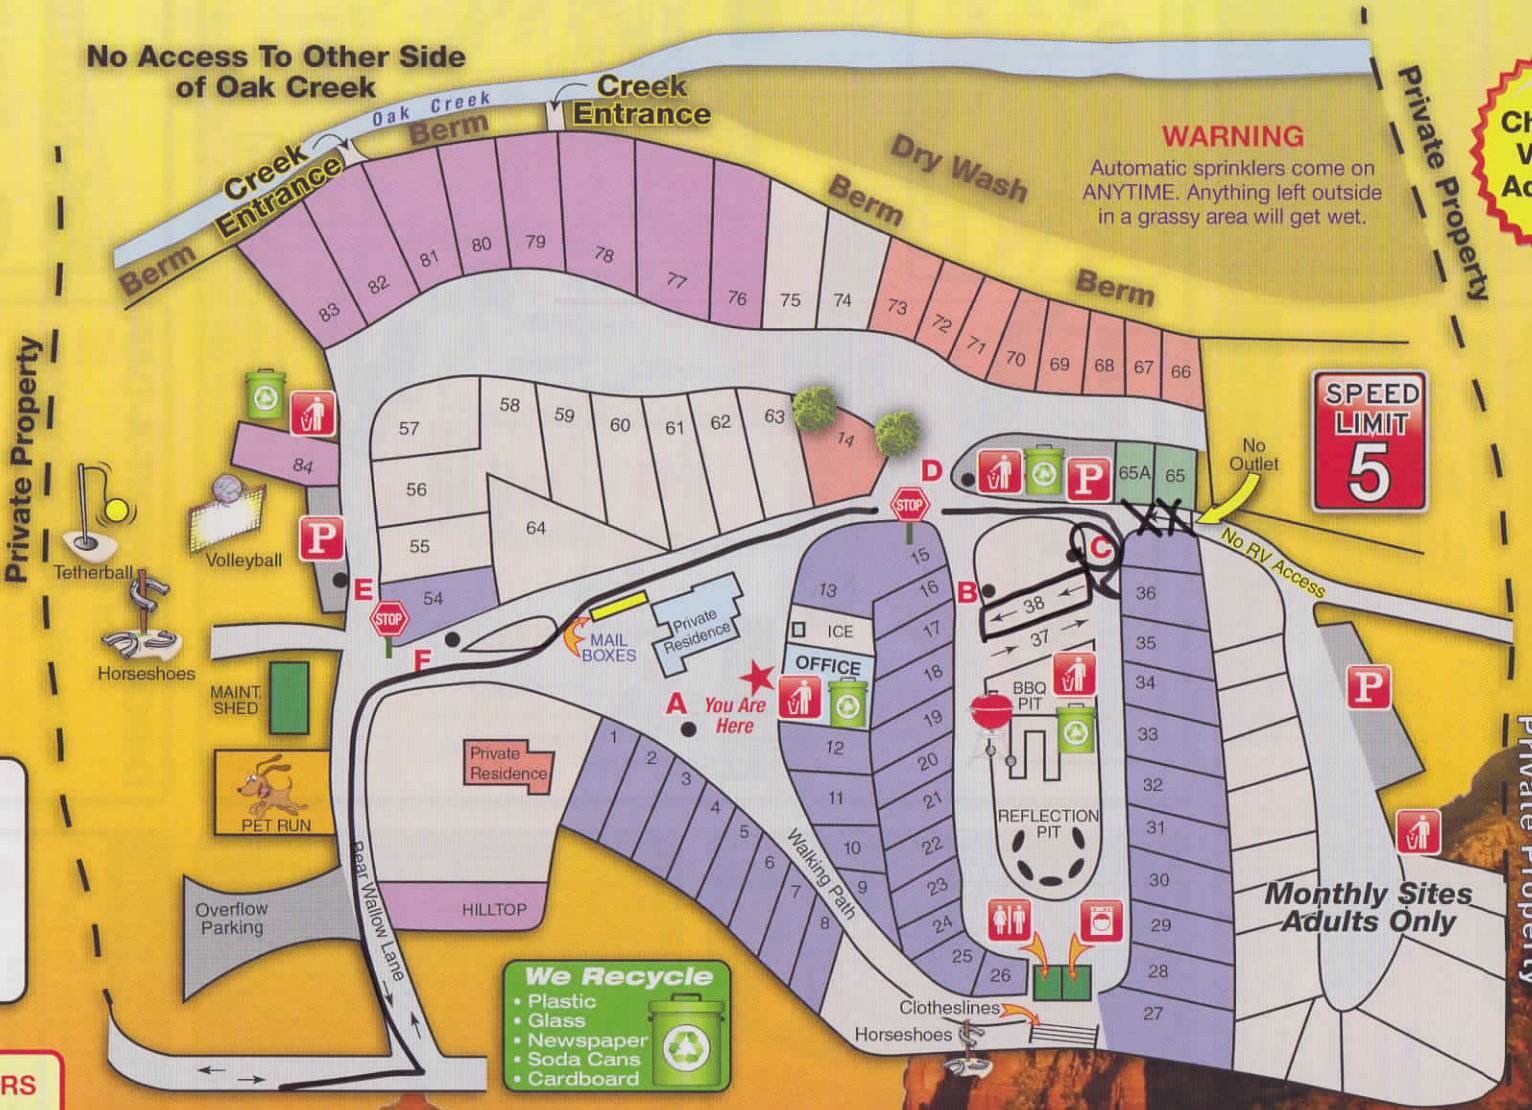 No Access To Other Side
of Oak Creek
Creek
Entrance
Oak Creek
Berm
Creek
Entrance
Berm
Dry Wash
Berm
Berm
WARNING
Automatic sprinklers come on
ANYTIME. Anything left outside
in a grassy area will get wet.
Private Property
83
82
81
80
79
78
77
76
75
74
73
72
71
70
69
68
67
66
SPEED
LIMIT
5
No
Outlet
No RV Access
Private Property
57
58
59
60
61
62
63
14
56
55
64
54
84
P
Volleyball
Tetherball
Horseshoes
E
STOP
F
D
STOP
P
65A
65
XX
C
B
38
37
36
35
34
33
32
31
30
29
28
27
15
16
17
18
19
20
21
22
23
24
25
26
13
ICE
OFFICE
12
11
10
9
MAIL
BOXES
Private
Residence
A
You Are
Here
BBQ
PIT
REFLECTION
PIT
P
Monthly Sites
Adults Only
Private Property
MAINT.
SHED
PET RUN
Private
Residence
1
2
3
4
5
6
7
8
Walking Path
HILLTOP
Overflow
Parking
Bear Wallow Lane
We Recycle
• Plastic
• Glass
• Newspaper
• Soda Cans
• Cardboard
Clotheslines
Horseshoes
RS